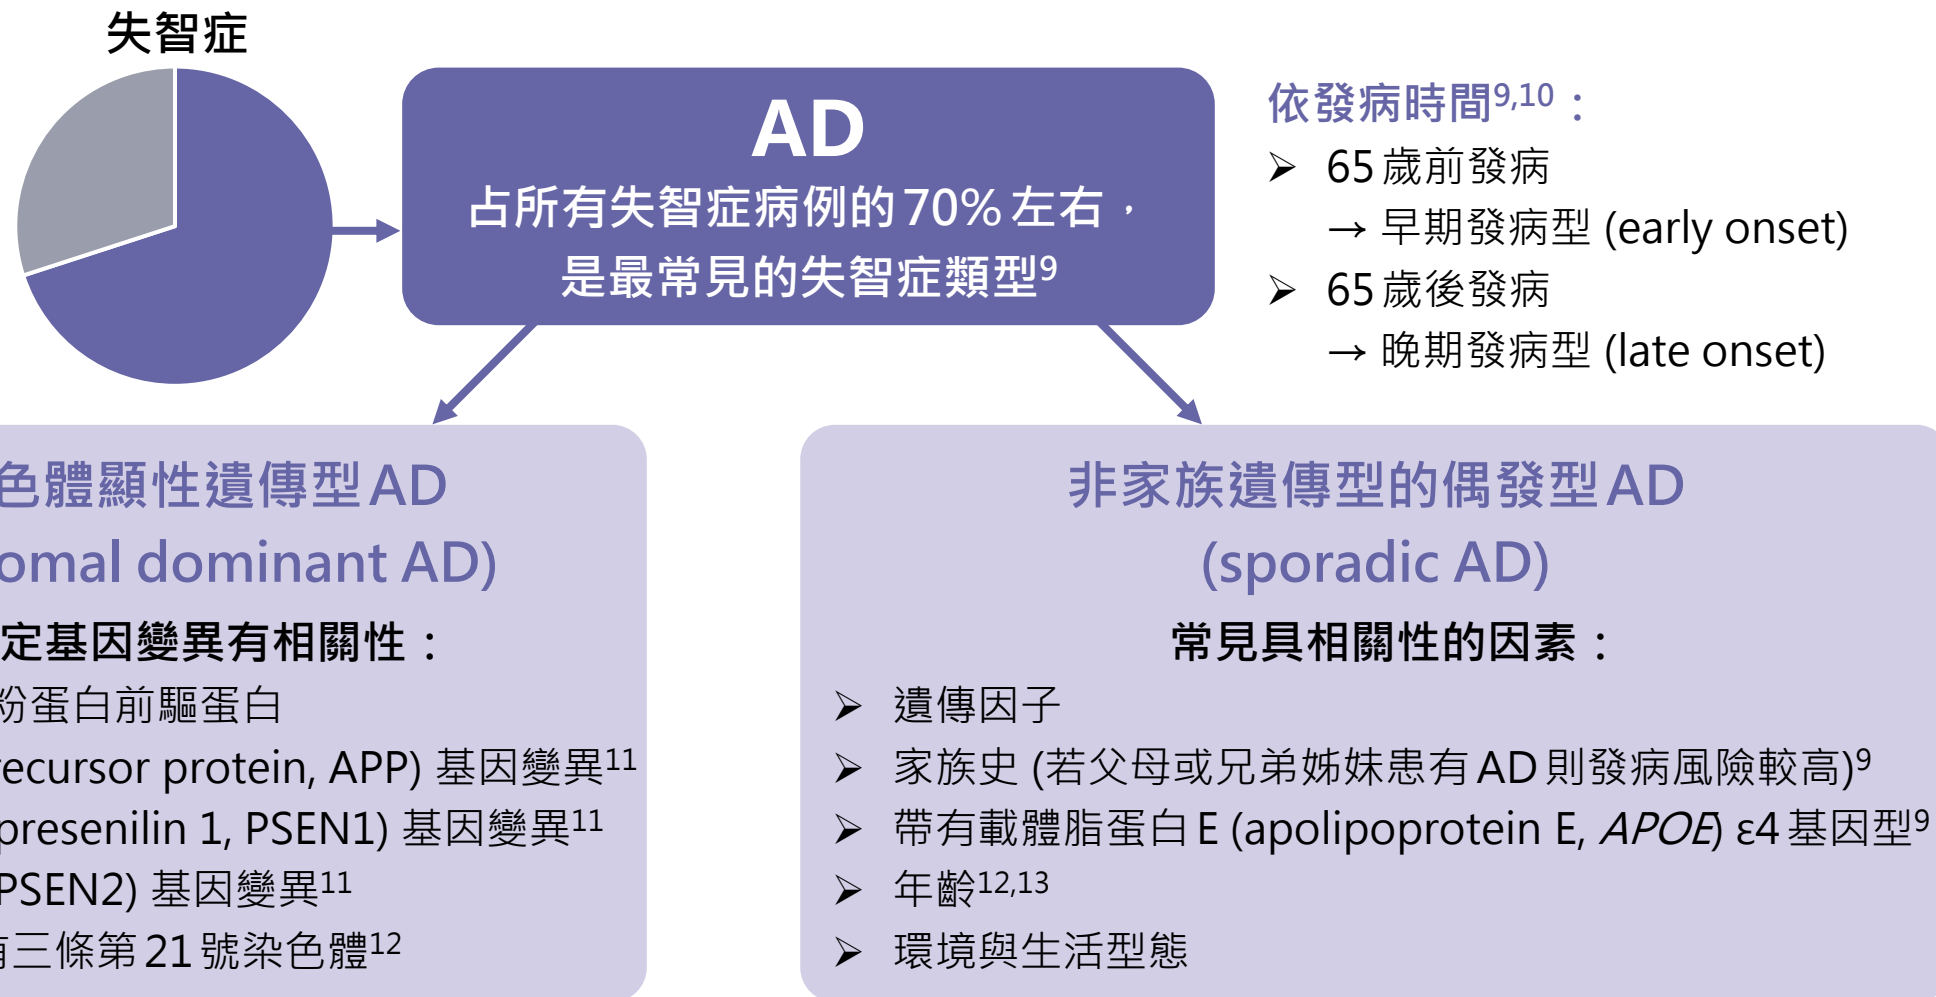 失智症
AD
占所有失智症病例的70%左右，
是最常見的失智症類型9
依發病時間9,10：
➢ 65歲前發病
→ 早期發病型 (early onset)
➢ 65歲後發病
→ 晚期發病型 (late onset)
色體顯性遺傳型AD
omal dominant AD)
定基因變異有相關性：
粉蛋白前驅蛋白
recursor protein, APP) 基因變異11
presenilin 1, PSEN1) 基因變異11
PSEN2) 基因變異11
有三條第21號染色體12
非家族遺傳型的偶發型AD
(sporadic AD)
常見具相關性的因素：
➢ 遺傳因子
➢ 家族史 (若父母或兄弟姊妹患有AD則發病風險較高)9
➢ 帶有載體脂蛋白E (apolipoprotein E, APOE) ε4基因型9
➢ 年齡12,13
➢ 環境與生活型態